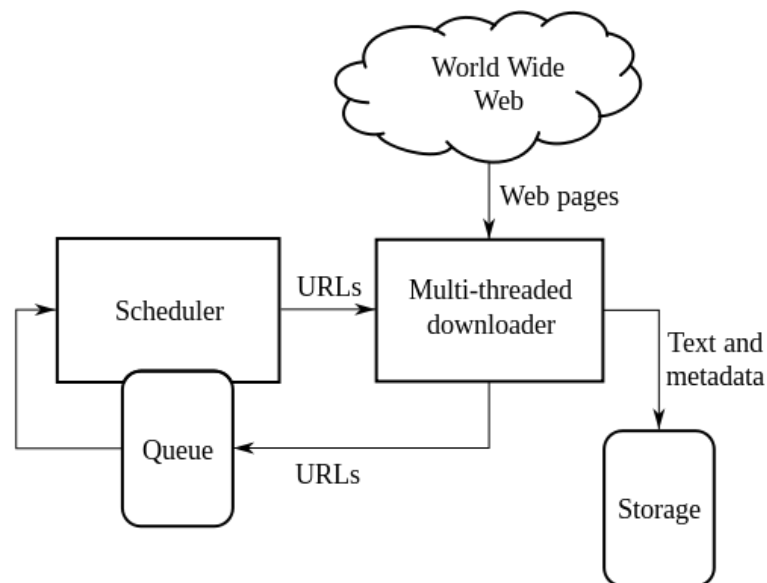 World Wide
Web
Web pages
Scheduler
URLs
Multi-threaded
downloader
Text and
metadata
Queue
URLs
Storage